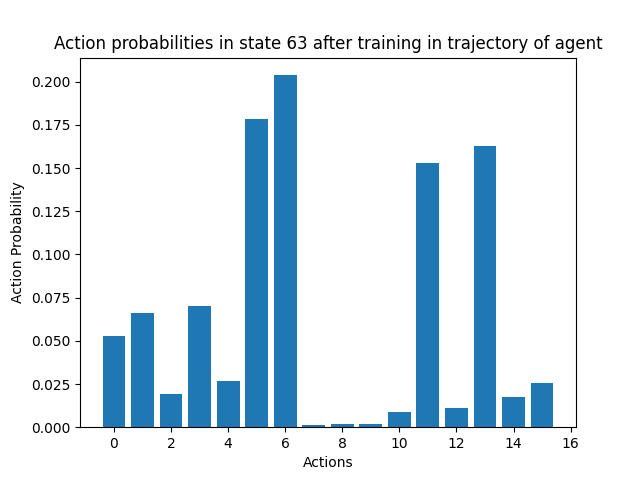 Action probabilities in state 63 after training in trajectory of agent
0.200
0.175
0.150
0.125
0.100
0.075
0.050
0.025
0.000
Action Probability
0 2 4 6 8 10 12 14 16
Actions